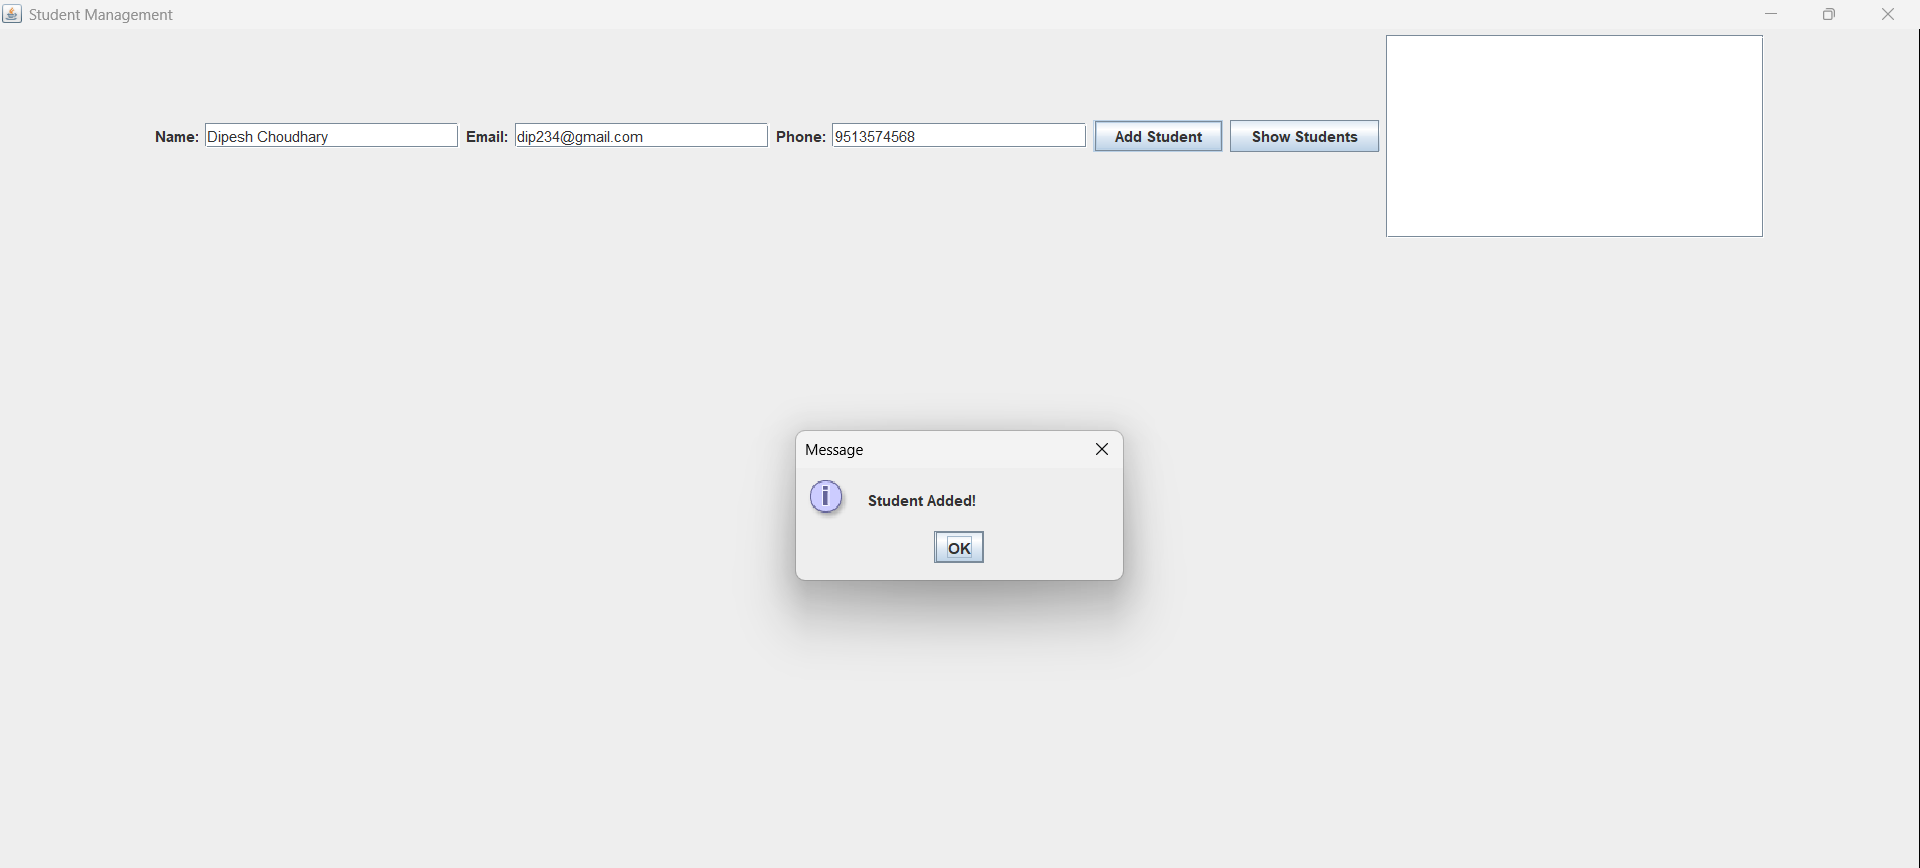 Student Management
Name: Dipesh Choudhary Email: dip234@gmail.com Phone: 9513574568 Add Student Show Students
Message
i
Student Added!
OK